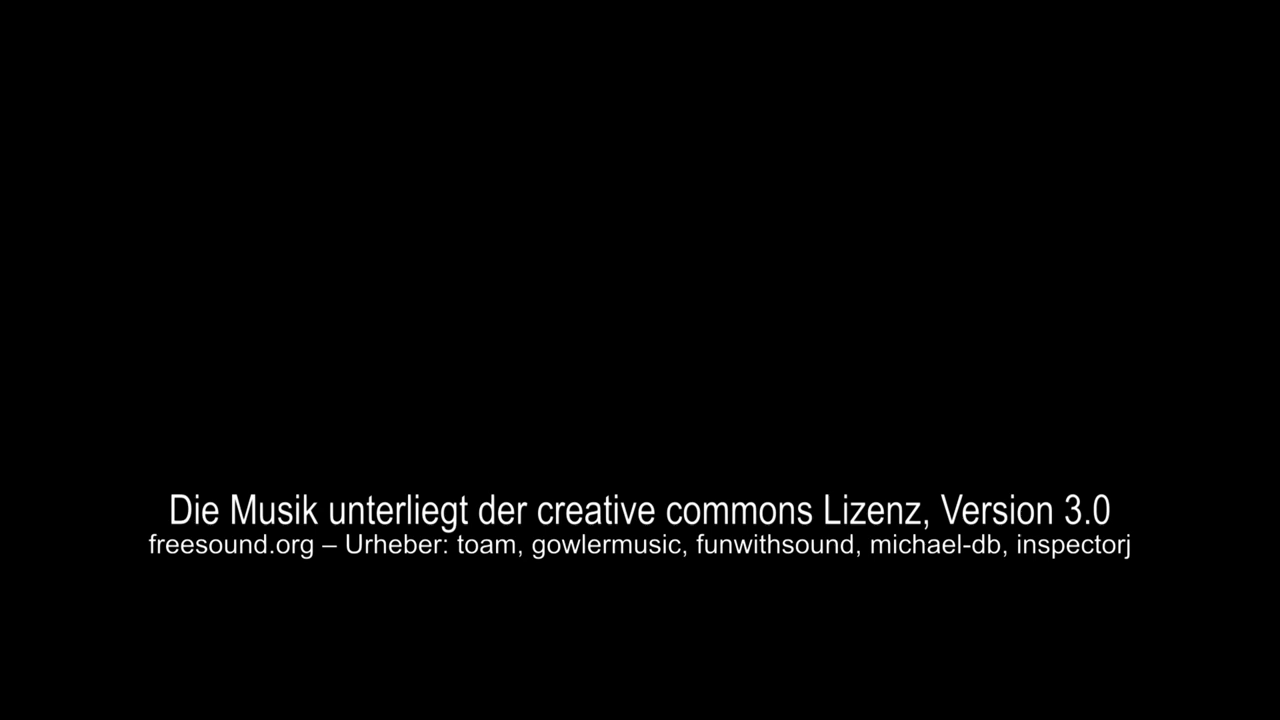 Die Musik unterliegt der creative commons Lizenz, Version 3.0
freesound.org – Urheber: toam, gowlermusic, funwithsound, michael-db, inspectorj